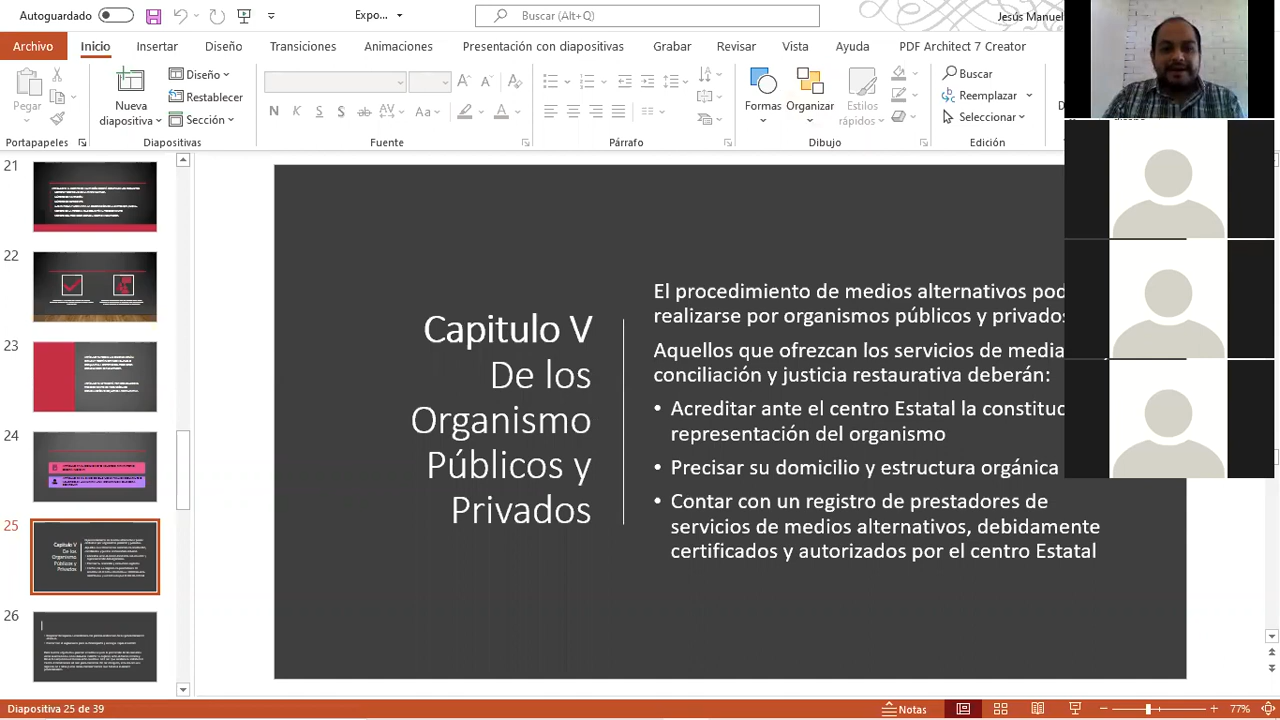 Autoguardado
Expo...
Buscar (Alt+Q)
Jesús Manuel
Archivo
Inicio
Insertar
Diseño
Transiciones
Animaciones
Presentación con diapositivas
Grabar
Revisar
Vista
Ayuda
PDF Architect 7 Creator
Pegar
Nueva
diapositiva
Diseño
Restablecer
Sección
N K S S
AV Aa
A
Formas
Organizar
Estilos
rápidos
Buscar
Reemplazar
Seleccionar
Portapapeles
Diapositivas
Fuente
Párrafo
Dibujo
Edición
21
22
23
24
25
26
Capitulo V
De los
Organismo
Públicos y
Privados
El procedimiento de medios alternativos
realizarse por organismos públicos y privados
Aquellos que ofrecen los servicios de
conciliación y justicia restaurativa deberán:
• Acreditar ante el centro Estatal la
representación del organismo
• Precisar su domicilio y estructura orgánica
• Contar con un registro de prestadores de
servicios de medios alternativos, debidamente
certificados y autorizados por el Centro Estatal
Diapositiva 25 de 39
Notas
77%